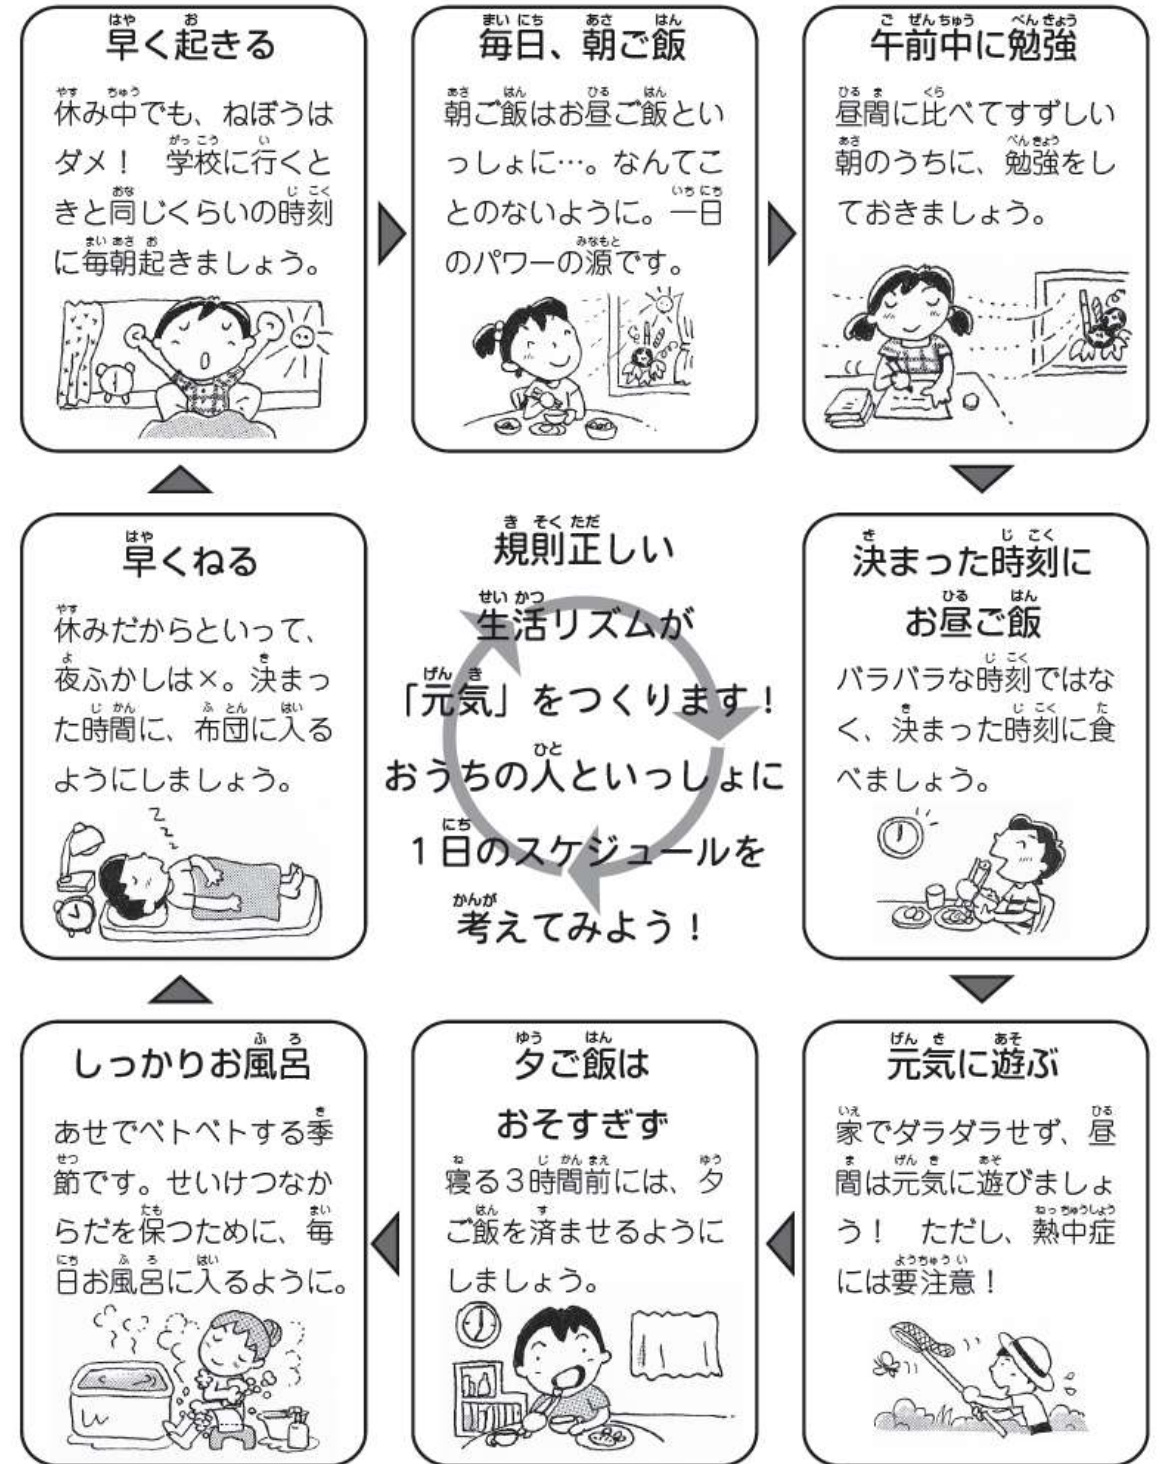 早く起きる
休み中でも、ねぼうは
ダメ！　学校に行くと
きと同じくらいの時刻
に毎朝起きましょう。
毎日、朝ご飯
朝ご飯はお昼ご飯とい
っしょに…。なんてこ
とのないように。一日
のパワーの源です。
午前中に勉強
昼間に比べてすずしい
朝のうちに、勉強をし
ておきましょう。
決まった時刻に
お昼ご飯
バラバラな時刻ではな
く、決まった時刻に食
べましょう。
元気に遊ぶ
家でダラダラせず、昼
間は元気に遊びましょ
う！　ただし、熱中症
には要注意！
夕ご飯は
おそすぎず
寝る３時間前には、夕
ご飯を済ませるように
しましょう。
しっかりお風呂
あせでベトベトする季
節です。せいけつなか
らだを保つために、毎
日お風呂に入るように。
早くねる
休みだからといって、
夜ふかしは×。決まっ
た時間に、布団に入る
ようにしましょう。
規則正しい
生活リズムが
「元気」をつくります！
おうちの人といっしょに
１日のスケジュールを
考えてみよう！